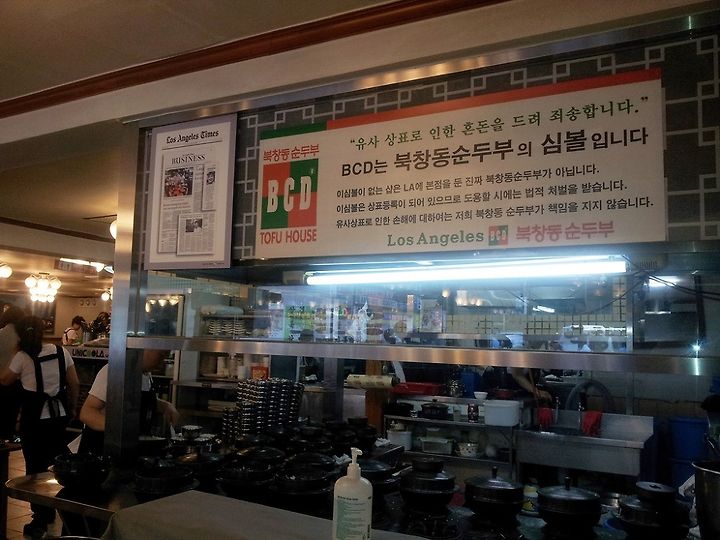 Los Angeles Times
BUSINESS
북창동순두부
BCD
TOFU HOUSE
"유사 상표로 인한 혼돈을 드려 죄송합니다."
BCD는 북창동순두부의 심볼입니다
이심볼이 없는 샵은 LA에 본점을 둔 진짜 북창동순두부가 아닙니다.
이심볼은 상표등록이 되어 있으므로 도용할 시에는 법적 처벌을 받습니다.
유사상표로 인한 손해에 대하여는 저희 북창동 순두부가 책임을 지지 않습니다.
Los Angeles BCD 북창동순두부
UNICHOLA